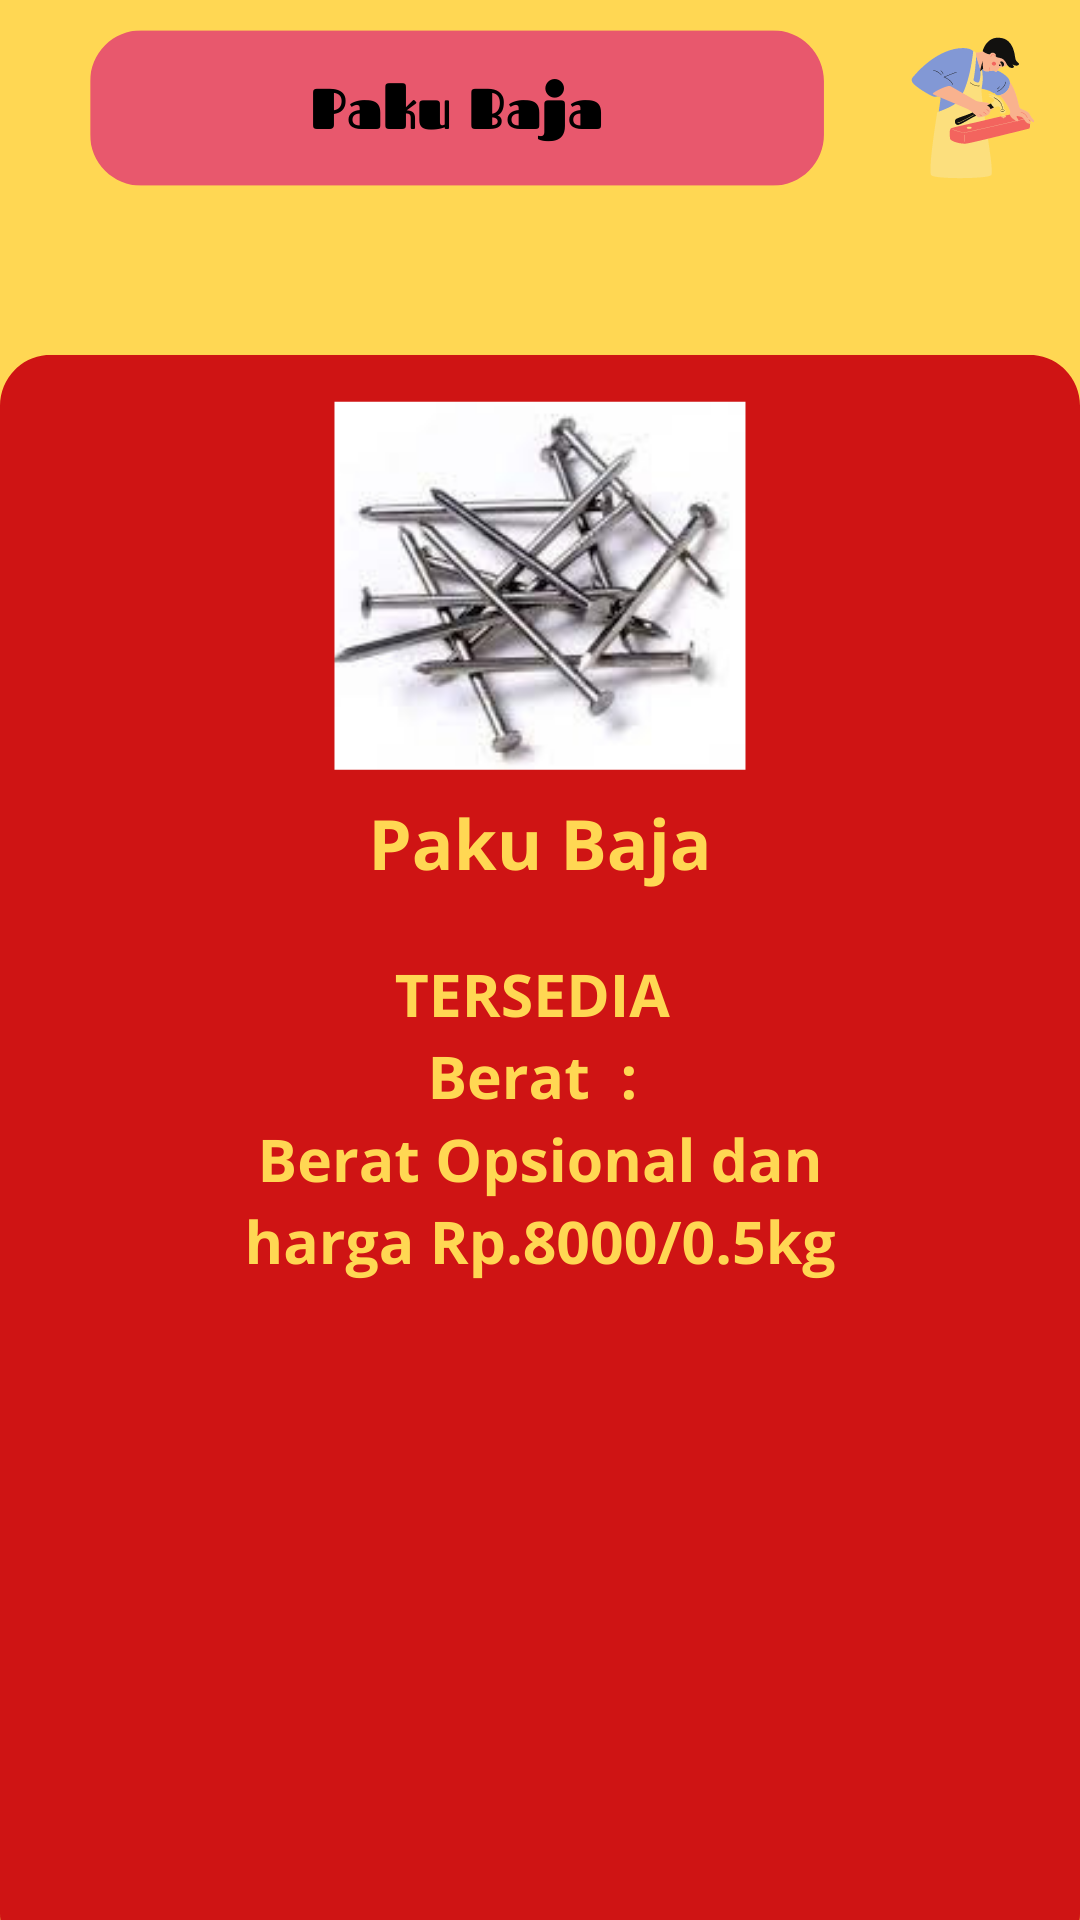 Paku Baja
Paku Baja
TERSEDIA
Berat  :
Berat Opsional dan
harga Rp.8000/0.5kg